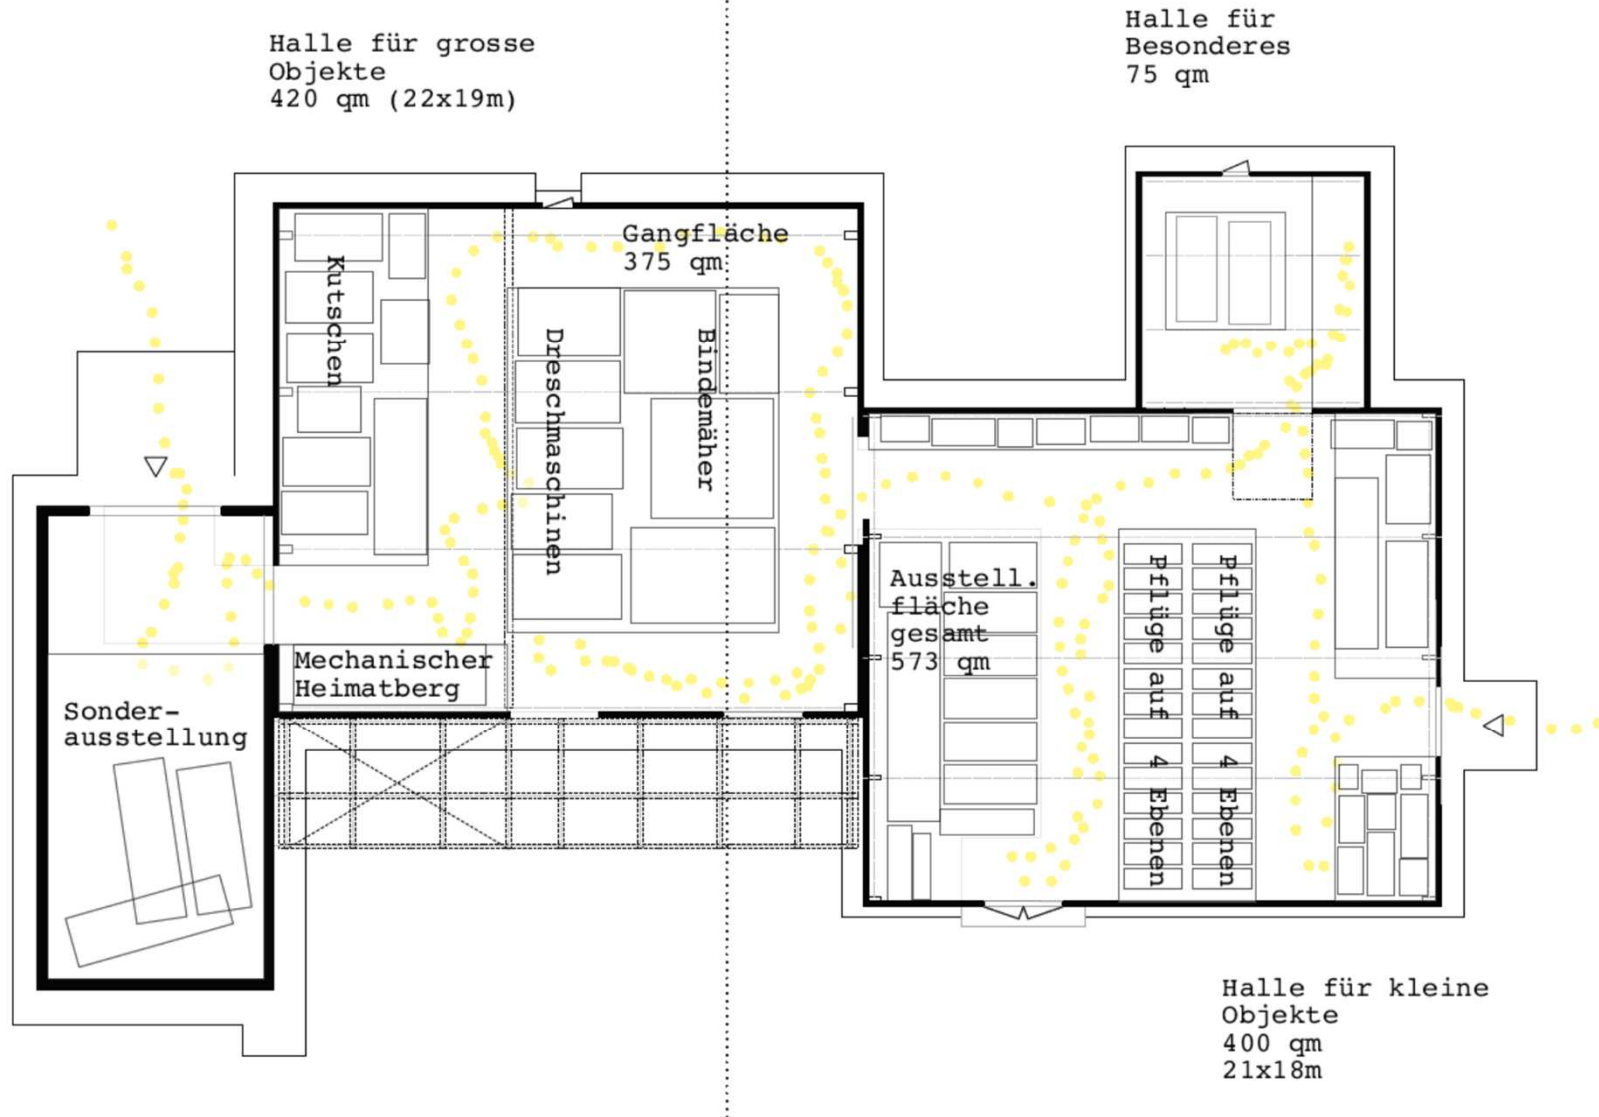 Halle für grosse
Objekte
420 qm (22x19m)
Halle für
Besonderes
75 qm
Gangfläche
375 qm
Kutschen
Dreschmaschinen
Bindemäher
Ausstell.
fläche
gesamt
573 qm
Pflüge auf 4 Ebenen
Pflüge auf 4 Ebenen
Mechanischer
Heimatberg
Sonder-
ausstellung
Halle für kleine
Objekte
400 qm
21x18m